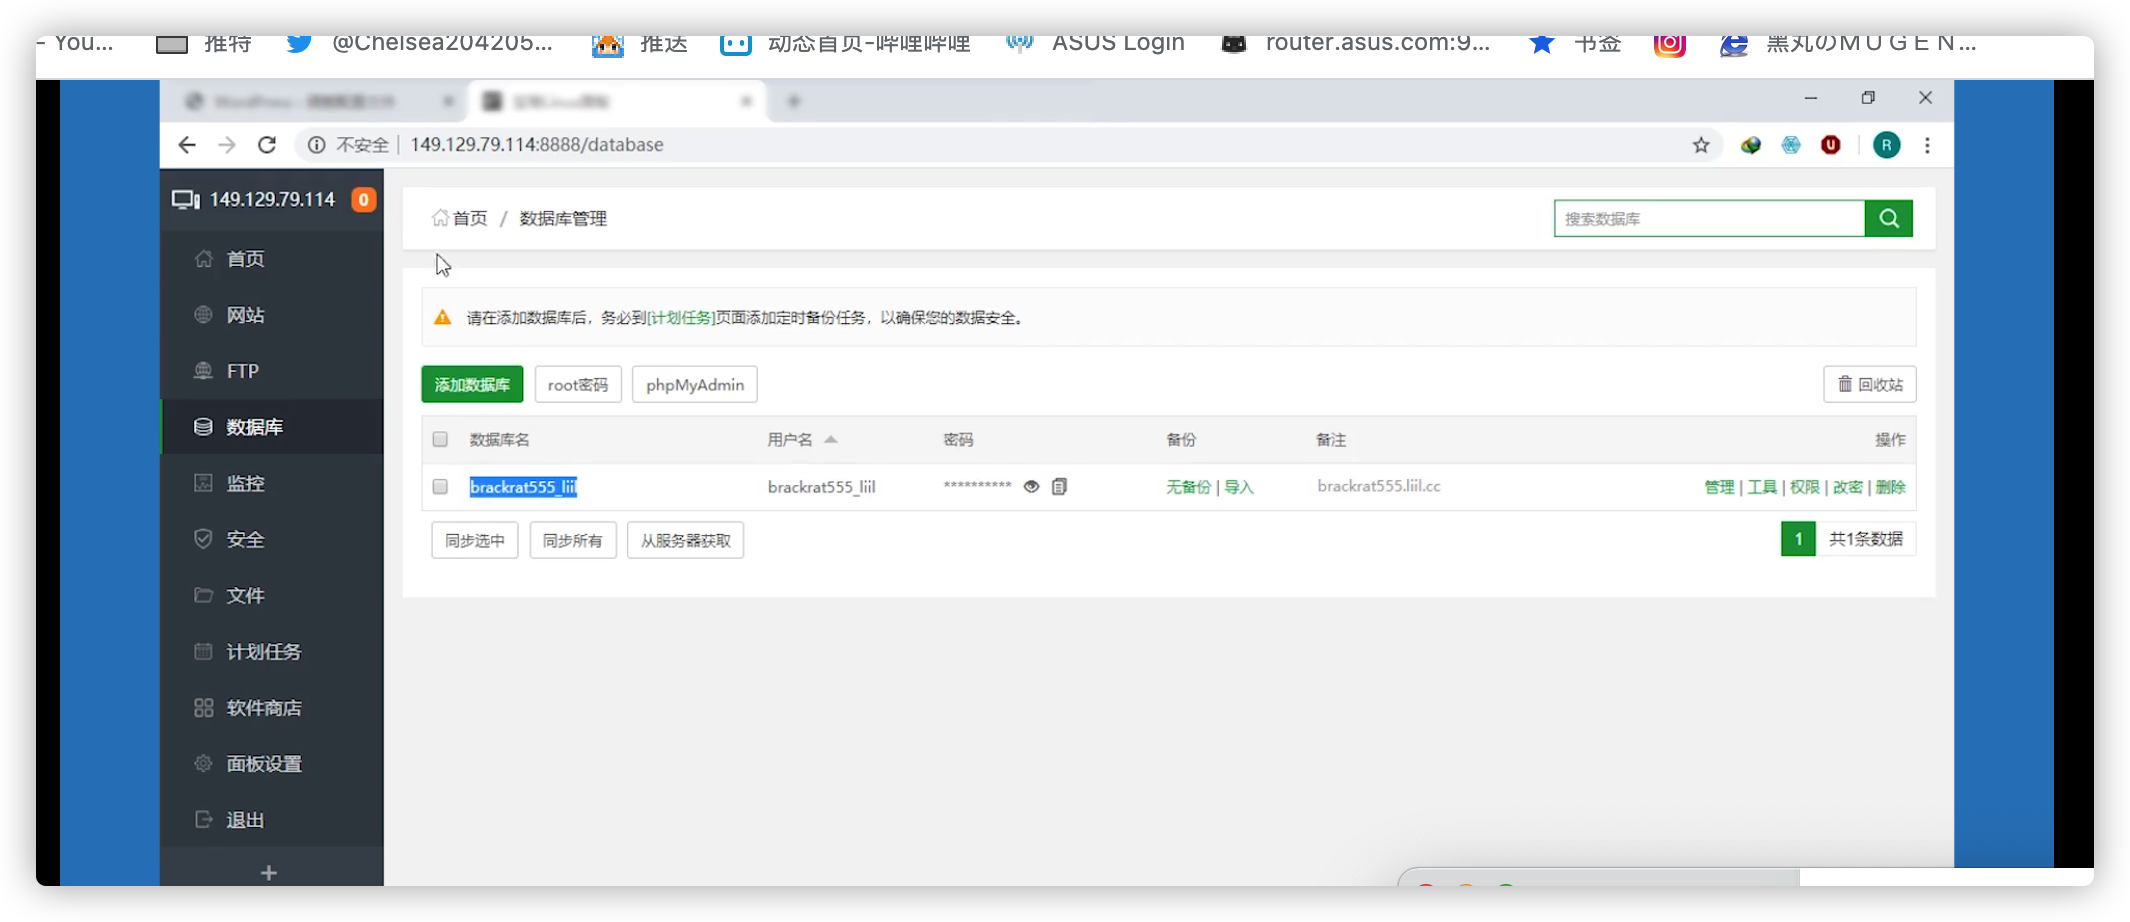 - You...
推特
@Chelsea204205...
推送
动态首页-哔哩哔哩
ASUS Login
router.asus.com:9...
书签
黑丸のＭＵＧＥＮ...
不安全 | 149.129.79.114:8888/database
R
149.129.79.114 0
首页 / 数据库管理
搜索数据库
首页
网站
FTP
数据库
监控
安全
文件
计划任务
软件商店
面板设置
退出
请在添加数据库后，务必到[计划任务]页面添加定时备份任务，以确保您的数据安全。
添加数据库 root密码 phpMyAdmin 回收站
数据库名 用户名 密码 备份 备注 操作
brackrat555_liil brackrat555_liil ********** 无备份 | 导入 brackrat555.liil.cc 管理 | 工具 | 权限 | 改密 | 删除
同步选中 同步所有 从服务器获取 1 共1条数据